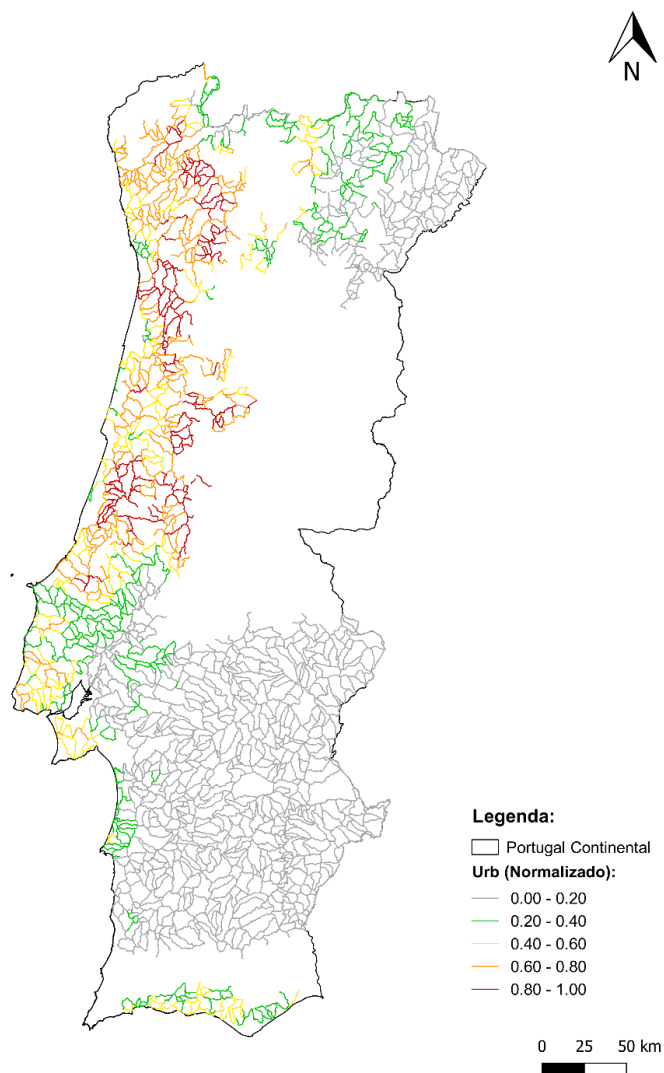 N
Legenda:
Portugal Continental
Urb (Normalizado):
0.00 - 0.20
0.20 - 0.40
0.40 - 0.60
0.60 - 0.80
0.80 - 1.00
0 25 50 km